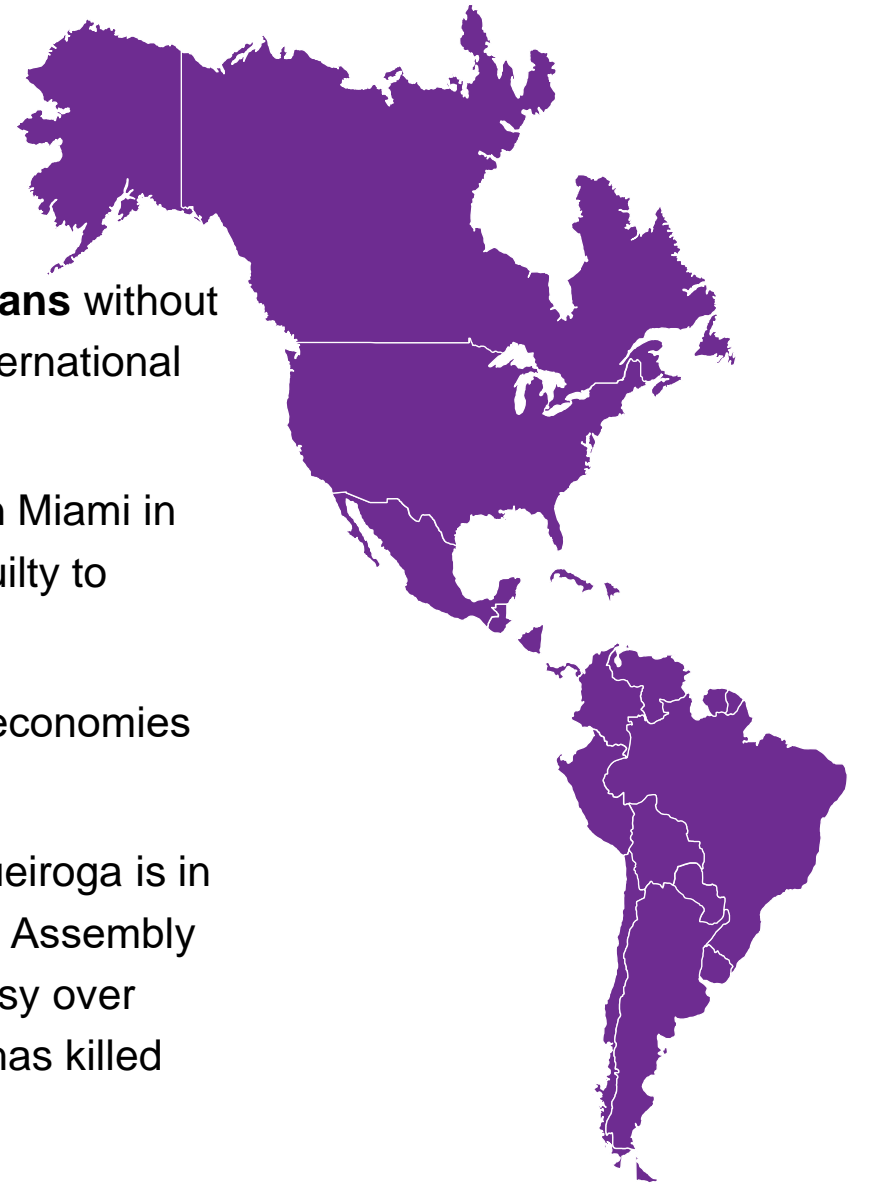 ans without
ernational
Miami in
uilty to
economies
ueiroga is in
Assembly
sy over
has killed